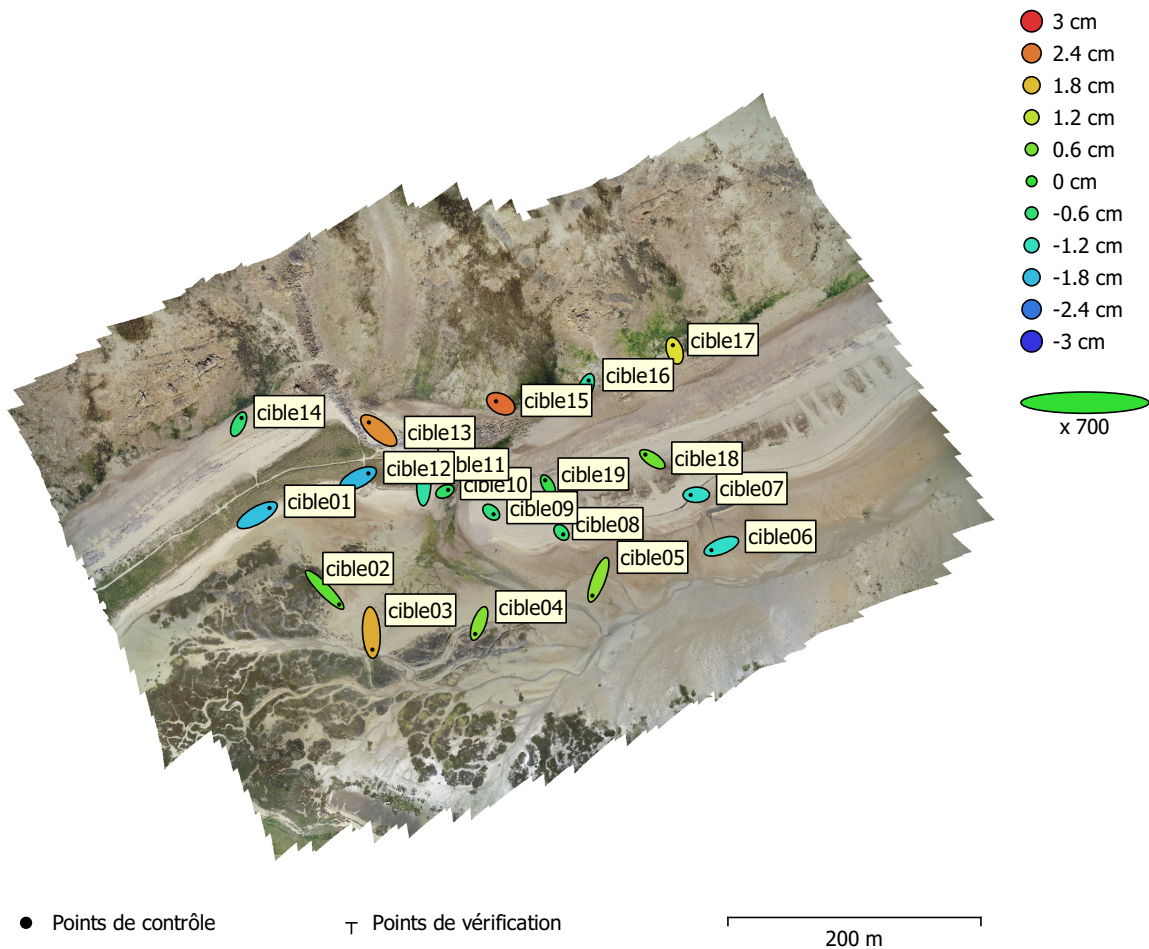 3 cm
2.4 cm
1.8 cm
1.2 cm
0.6 cm
0 cm
-0.6 cm
-1.2 cm
-1.8 cm
-2.4 cm
-3 cm
x 700
cible17
cible16
cible15
cible14
cible13
cible12
ble11
cible10
cible19
cible18
cible07
cible01
cible09
cible08
cible06
cible05
cible02
cible03
cible04
Points de contrôle
Points de vérification
200 m